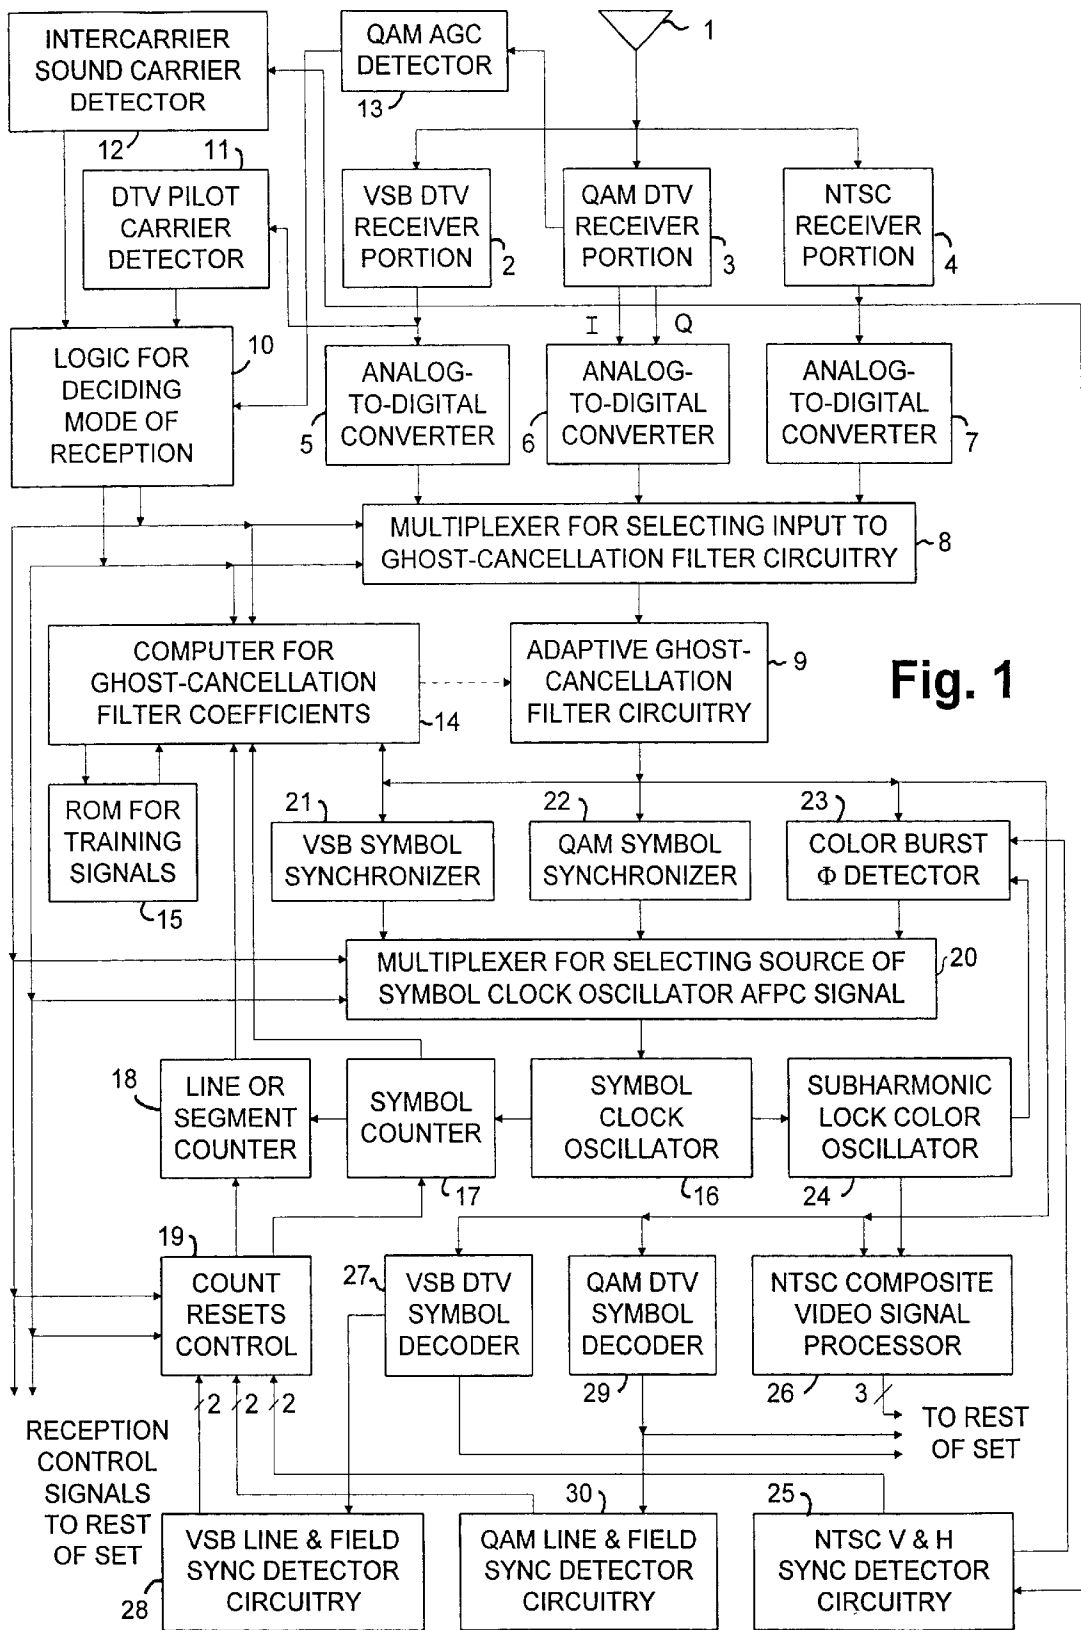 INTERCARRIER
SOUND CARRIER
DETECTOR
12
QAM AGC
DETECTOR
13
1
11
DTV PILOT
CARRIER
DETECTOR
VSB DTV
RECEIVER
PORTION
2
QAM DTV
RECEIVER
PORTION
3
NTSC
RECEIVER
PORTION
4
I
Q
10
LOGIC FOR
DECIDING
MODE OF
RECEPTION
ANALOG-
TO-DIGITAL
CONVERTER
5
ANALOG-
TO-DIGITAL
CONVERTER
6
ANALOG-
TO-DIGITAL
CONVERTER
7
MULTIPLEXER FOR SELECTING INPUT TO
GHOST-CANCELLATION FILTER CIRCUITRY
8
COMPUTER FOR
GHOST-CANCELLATION
FILTER COEFFICIENTS
14
ADAPTIVE GHOST-
CANCELLATION
FILTER CIRCUITRY
9
Fig. 1
ROM FOR
TRAINING
SIGNALS
15
21
VSB SYMBOL
SYNCHRONIZER
22
QAM SYMBOL
SYNCHRONIZER
23
COLOR BURST
Φ DETECTOR
MULTIPLEXER FOR SELECTING SOURCE OF
SYMBOL CLOCK OSCILLATOR AFPC SIGNAL
20
18
LINE OR
SEGMENT
COUNTER
SYMBOL
COUNTER
17
SYMBOL
CLOCK
OSCILLATOR
16
SUBHARMONIC
LOCK COLOR
OSCILLATOR
24
19
COUNT
RESETS
CONTROL
27
VSB DTV
SYMBOL
DECODER
QAM DTV
SYMBOL
DECODER
29
NTSC COMPOSITE
VIDEO SIGNAL
PROCESSOR
26
3
2
2
2
RECEPTION
CONTROL
SIGNALS
TO REST
OF SET
TO REST
OF SET
VSB LINE & FIELD
SYNC DETECTOR
CIRCUITRY
28
30
QAM LINE & FIELD
SYNC DETECTOR
CIRCUITRY
25
NTSC V & H
SYNC DETECTOR
CIRCUITRY